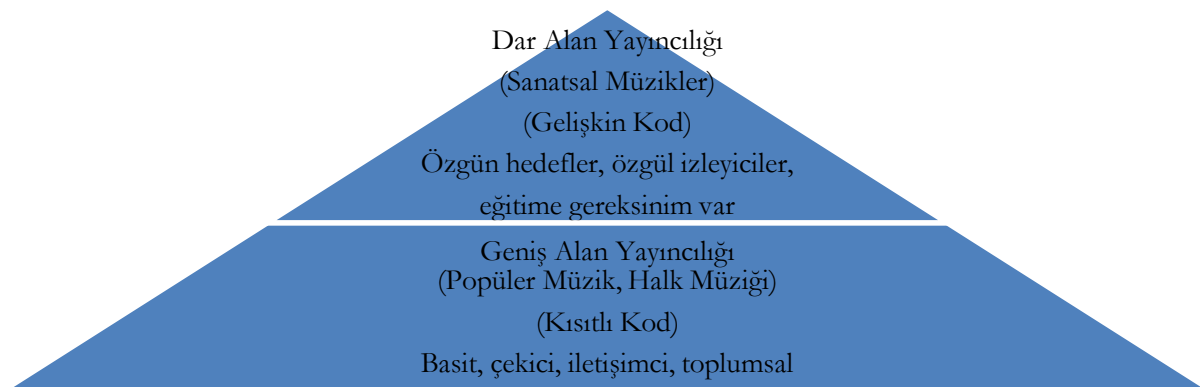 Dar Alan Yayıncılığı
(Sanatsal Müzikler)
(Gelişkin Kod)
Özgün hedefler, özgül izleyiciler,
eğitime gereksinim var
Geniş Alan Yayıncılığı
(Popüler Müzik, Halk Müziği)
(Kısıtlı Kod)
Basit, çekici, iletişimci, toplumsal